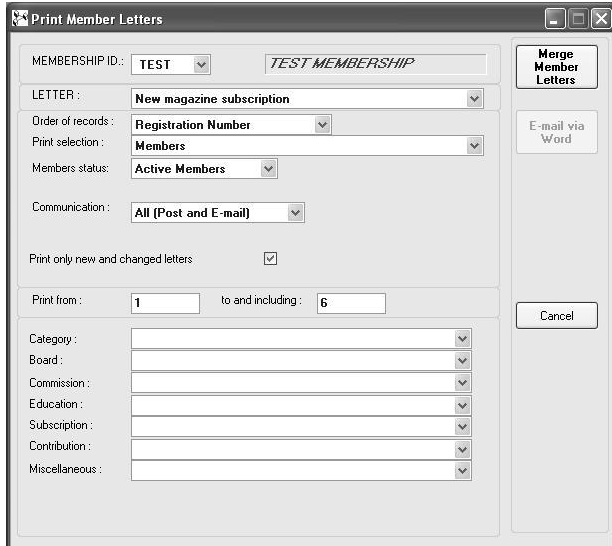 Print Member Letters
MEMBERSHIP ID.: TEST TEST MEMBERSHIP
LETTER : New magazine subscription
Order of records : Registration Number
Print selection : Members
Members status: Active Members
Communication : All (Post and E-mail)
Print only new and changed letters
Print from : 1 to and including : 6
Category :
Board :
Commission :
Education :
Subscription :
Contribution :
Miscellaneous :
Merge
Member
Letters
E-mail via
Word
Cancel